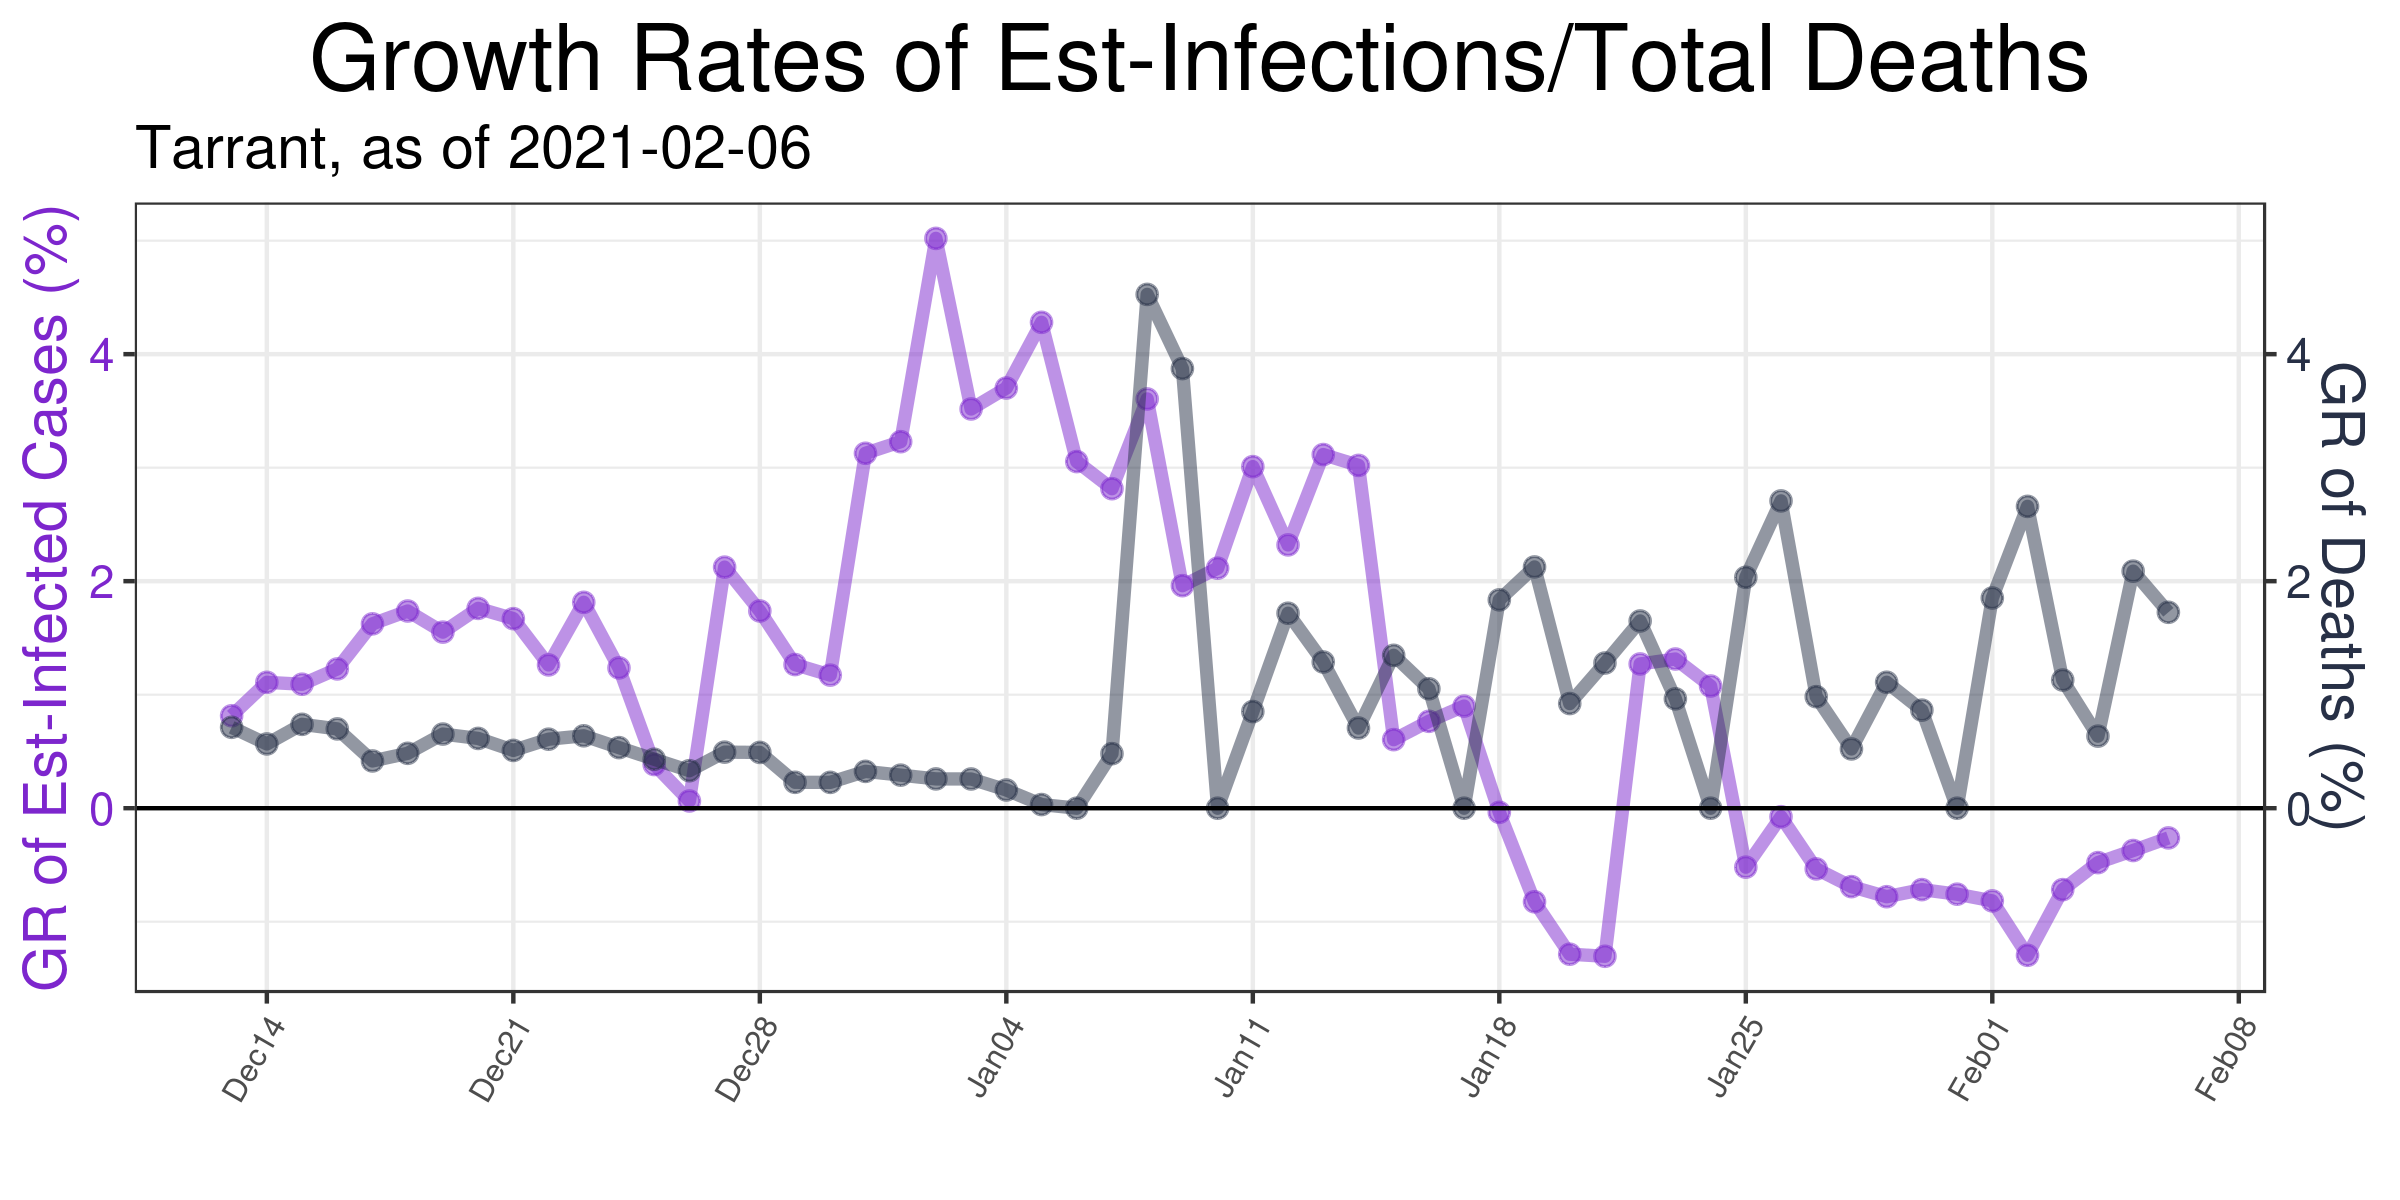 Growth Rates of Est-Infections/Total Deaths
Tarrant, as of 2021-02-06
GR of Est-Infected Cases (%)
4
2
0
4
2
0
GR of Deaths (%)
Dec14
Dec21
Dec28
Jan04
Jan11
Jan18
Jan25
Feb01
Feb08